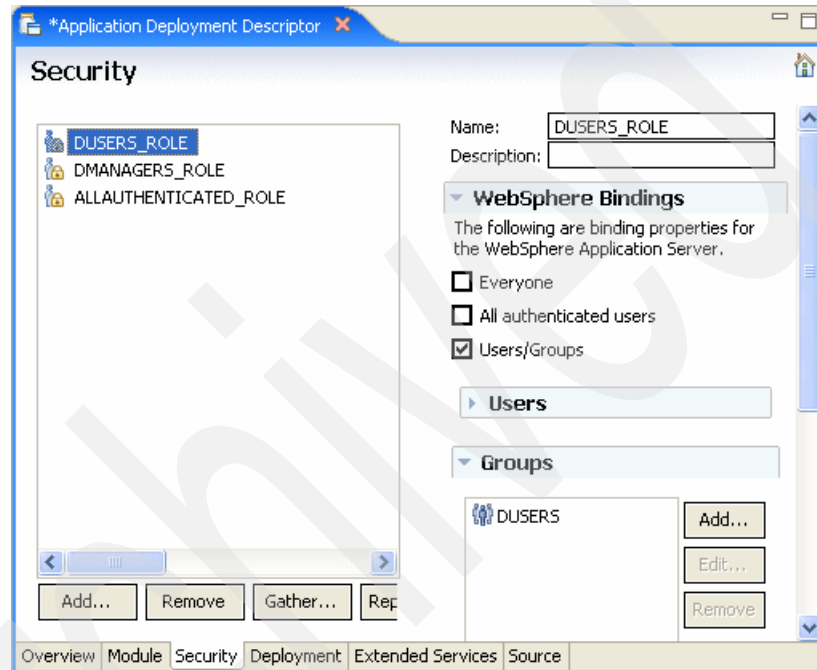 *Application Deployment Descriptor
Security
DUSERS_ROLE
DMANAGERS_ROLE
ALLAUTHENTICATED_ROLE
Add...
Remove
Gather...
Rep
Name:
DUSERS_ROLE
Description:
WebSphere Bindings
The following are binding properties for
the WebSphere Application Server.
Everyone
All authenticated users
Users/Groups
Users
Groups
DUSERS
Add...
Edit...
Remove
Overview Module Security Deployment Extended Services Source